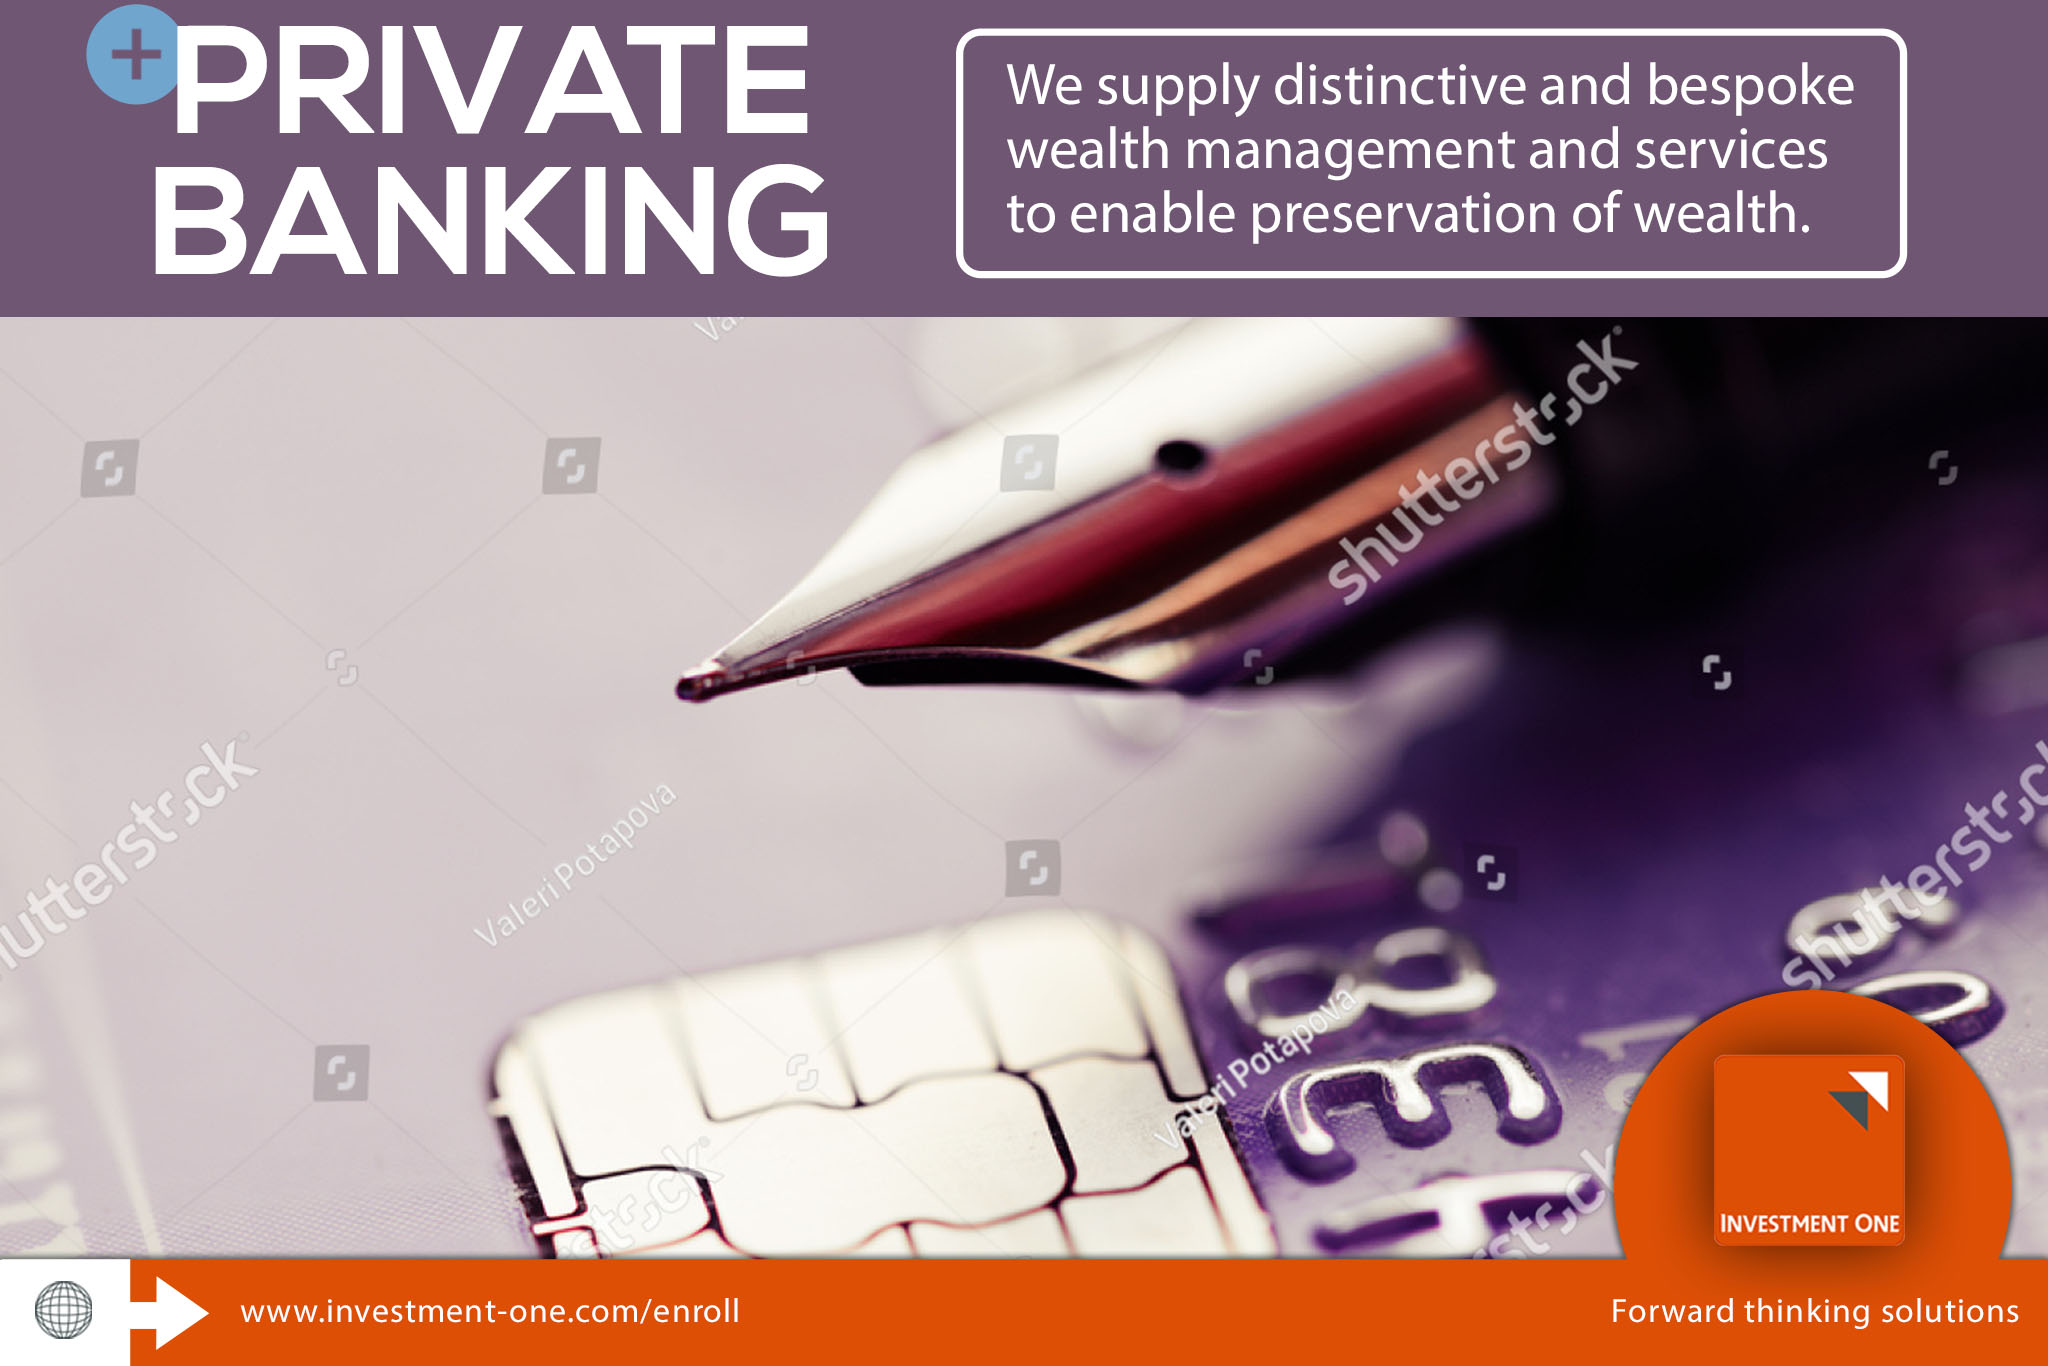 PRIVATE
BANKING
We supply distinctive and bespoke
wealth management and services
to enable preservation of wealth.
shutterstock
shutterstock
shutterstock
Valeri Potapova
Valeri Potapova
INVESTMENT ONE
www.investment-one.com/enroll
Forward thinking solutions